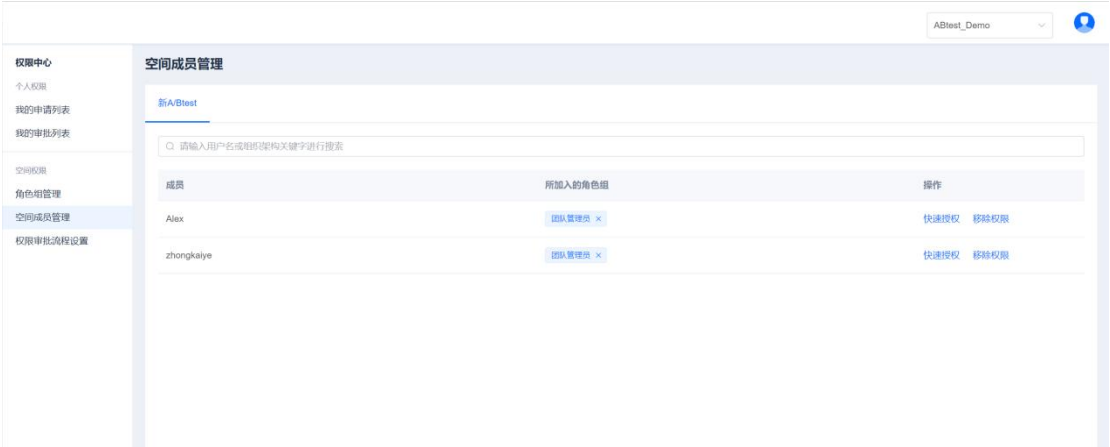 ABtest_Demo
权限中心
个人权限
我的申请列表
我的审批列表
空间权限
角色组管理
空间成员管理
权限审批流程设置
空间成员管理
新A/Btest
请输入用户名或组织架构关键字进行搜索
成员 所加入的角色组 操作
Alex 团队管理员 × 快速授权 移除权限
zhongkaiye 团队管理员 × 快速授权 移除权限